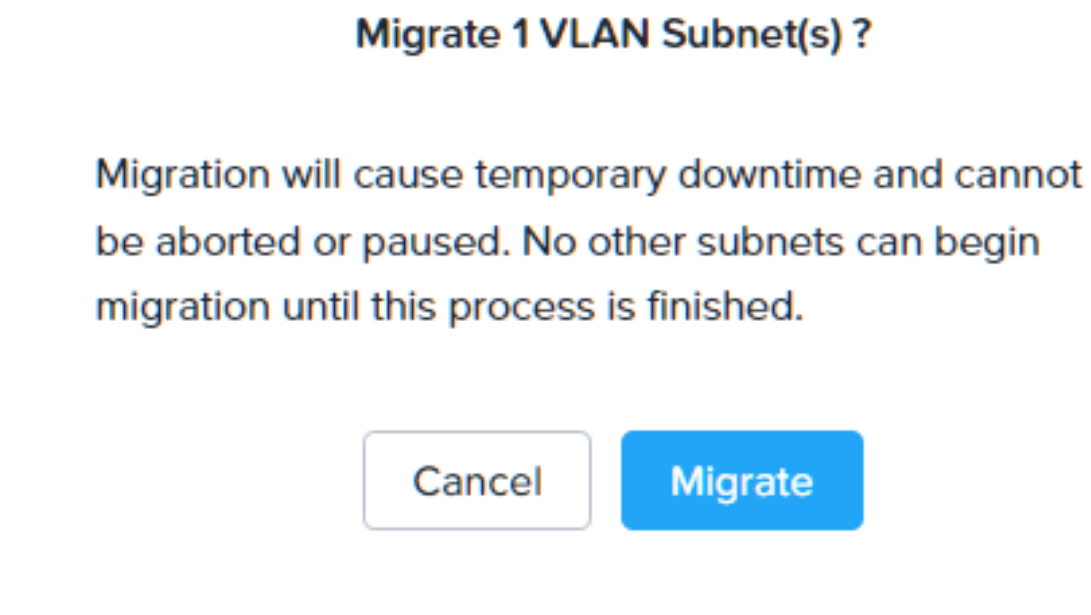 Migrate 1 VLAN Subnet(s) ?
Migration will cause temporary downtime and cannot
be aborted or paused. No other subnets can begin
migration until this process is finished.
Cancel
Migrate